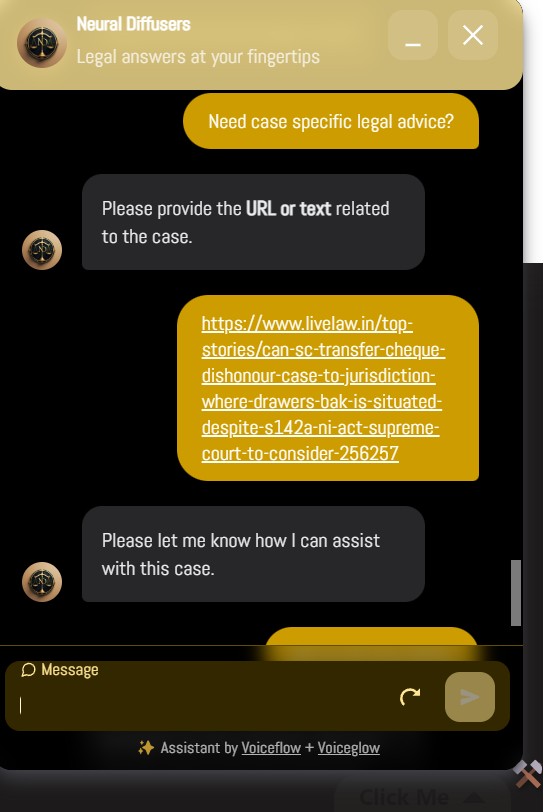 Neural Diffusers
Legal answers at your fingertips
Need case specific legal advice?
Please provide the URL or text related
to the case.
https://www.livelaw.in/top-
stories/can-sc-transfer-cheque-
dishonour-case-to-jurisdiction-
where-drawers-bak-is-situated-
despite-s142a-ni-act-supreme-
court-to-consider-256257
Please let me know how I can assist
with this case.
Message
Assistant by Voiceflow + Voiceglow
Click Me